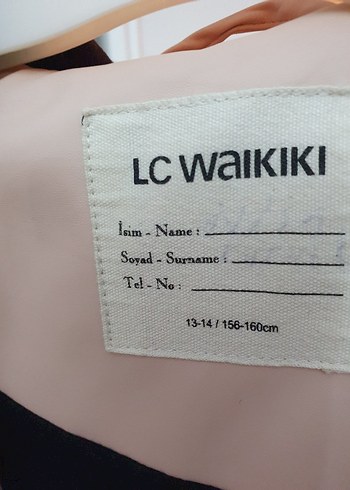 LC WAIKIKI
İsim - Name :
Soyad - Surname :
Tel - No :
13-14 / 156-160cm